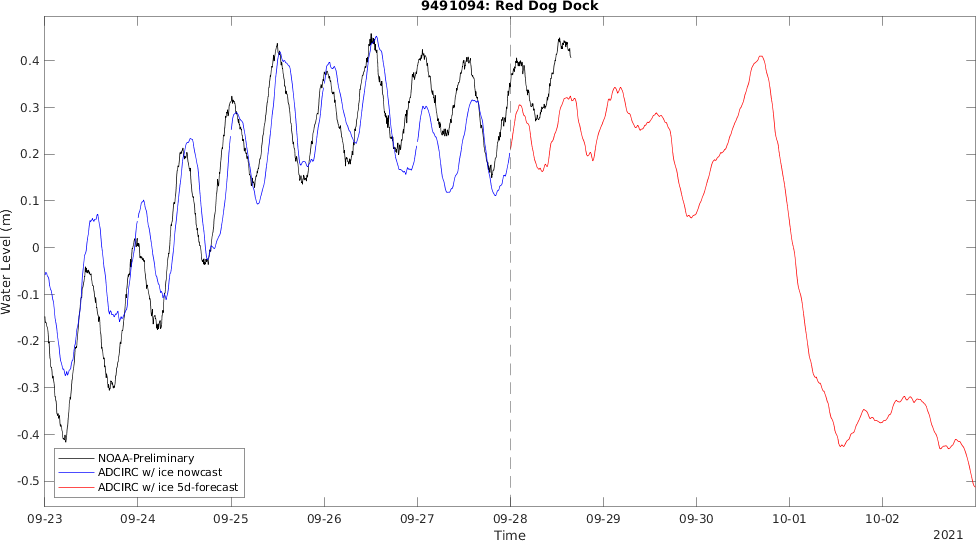 9491094: Red Dog Dock
Water Level (m)
0.4
0.3
0.2
0.1
0
-0.1
-0.2
-0.3
-0.4
-0.5
NOAA-Preliminary
ADCIRC w/ ice nowcast
ADCIRC w/ ice 5d-forecast
09-23 09-24 09-25 09-26 09-27 09-28 09-29 09-30 10-01 10-02
Time
2021